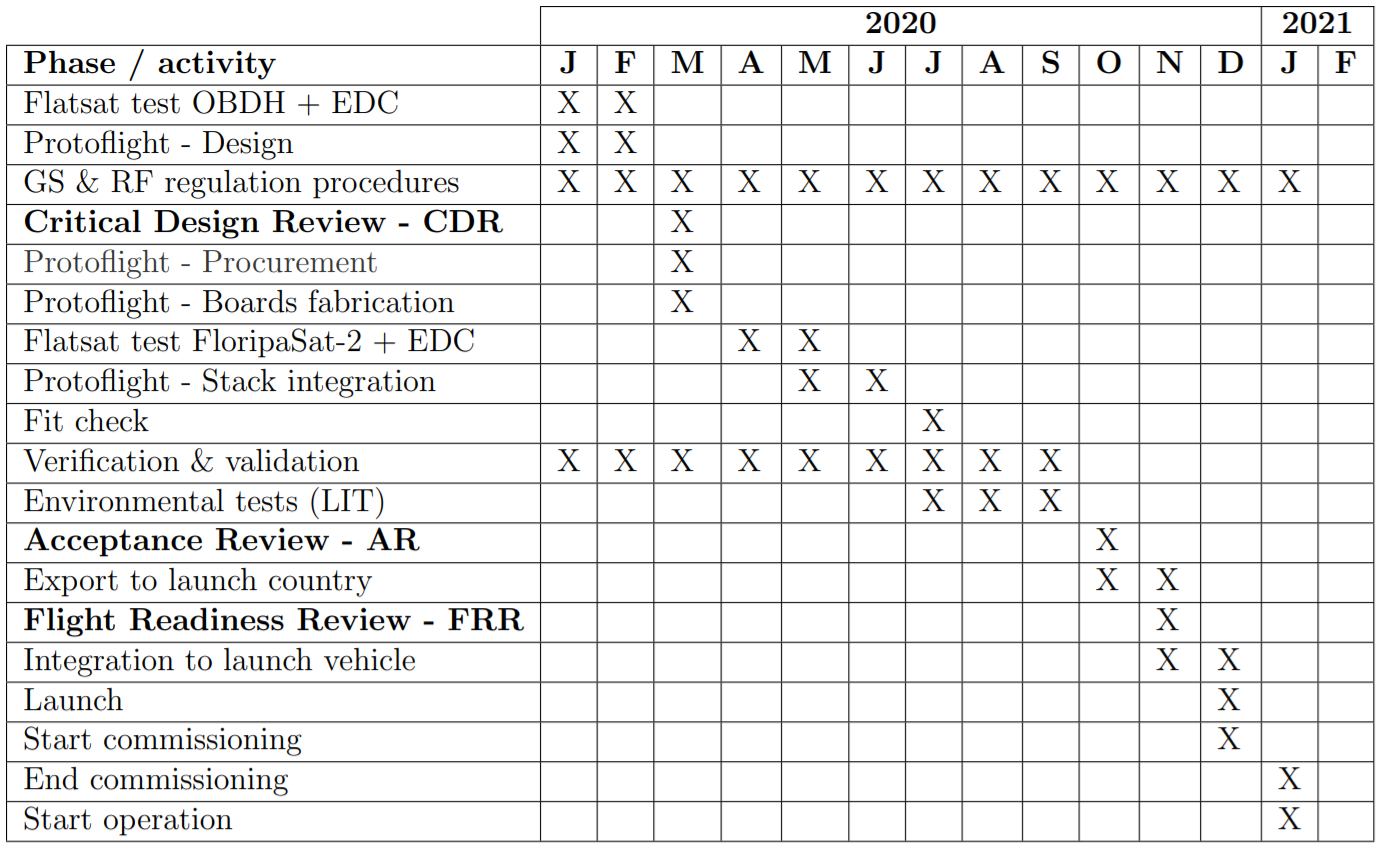 2020 2021
Phase / activity J F M A M J J A S O N D J F
Flatsat test OBDH + EDC X X
Protoflight - Design X X
GS & RF regulation procedures X X X X X X X X X X X X X
Critical Design Review - CDR X
Protoflight - Procurement X
Protoflight - Boards fabrication X
Flatsat test FloripaSat-2 + EDC X X
Protoflight - Stack integration X X
Fit check X
Verification & validation X X X X X X X X X
Environmental tests (LIT) X X X
Acceptance Review - AR X
Export to launch country X X
Flight Readiness Review - FRR X
Integration to launch vehicle X X
Launch X
Start commissioning X
End commissioning X
Start operation X